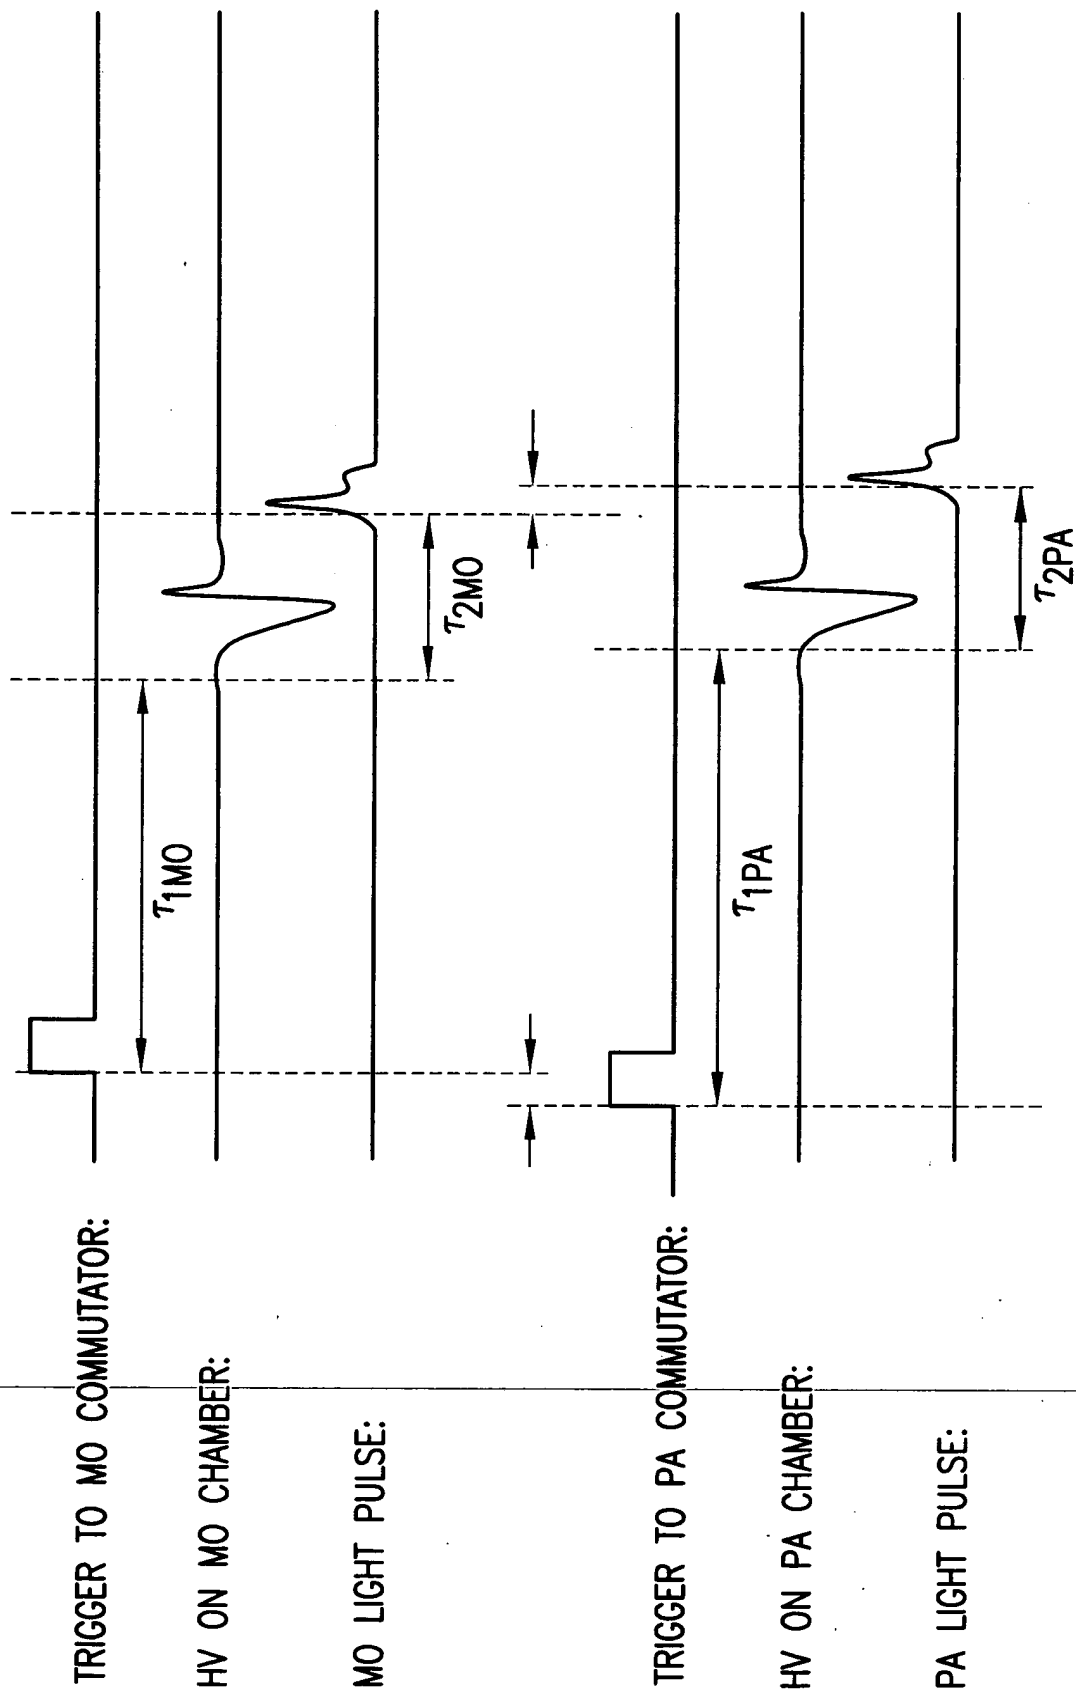 TRIGGER TO MO COMMUTATOR:
τ1MO
HV ON MO CHAMBER:
τ2MO
MO LIGHT PULSE:
TRIGGER TO PA COMMUTATOR:
τ1PA
HV ON PA CHAMBER:
PA LIGHT PULSE:
τ2PA